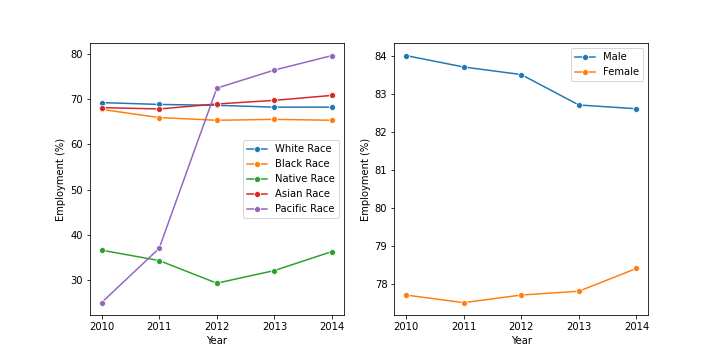 80
70
60
50
40
30
Employment (%)
2010 2011 2012 2013 2014
Year
White Race
Black Race
Native Race
Asian Race
Pacific Race
84
83
82
81
80
79
78
Employment (%)
2010 2011 2012 2013 2014
Year
Male
Female